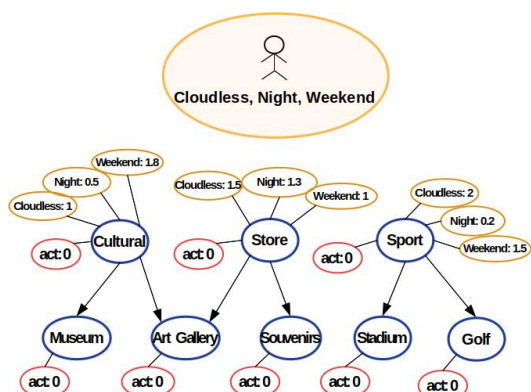 Cloudless, Night, Weekend
Weekend: 1.8
Night: 0.5
Cloudless: 1
Cultural
act: 0
Cloudless: 1.5
Night: 1.3
Weekend: 1
Store
act: 0
Cloudless: 2
Night: 0.2
Weekend: 1.5
Sport
act: 0
Museum
Art Gallery
Souvenirs
Stadium
Golf
act: 0
act: 0
act: 0
act: 0
act: 0